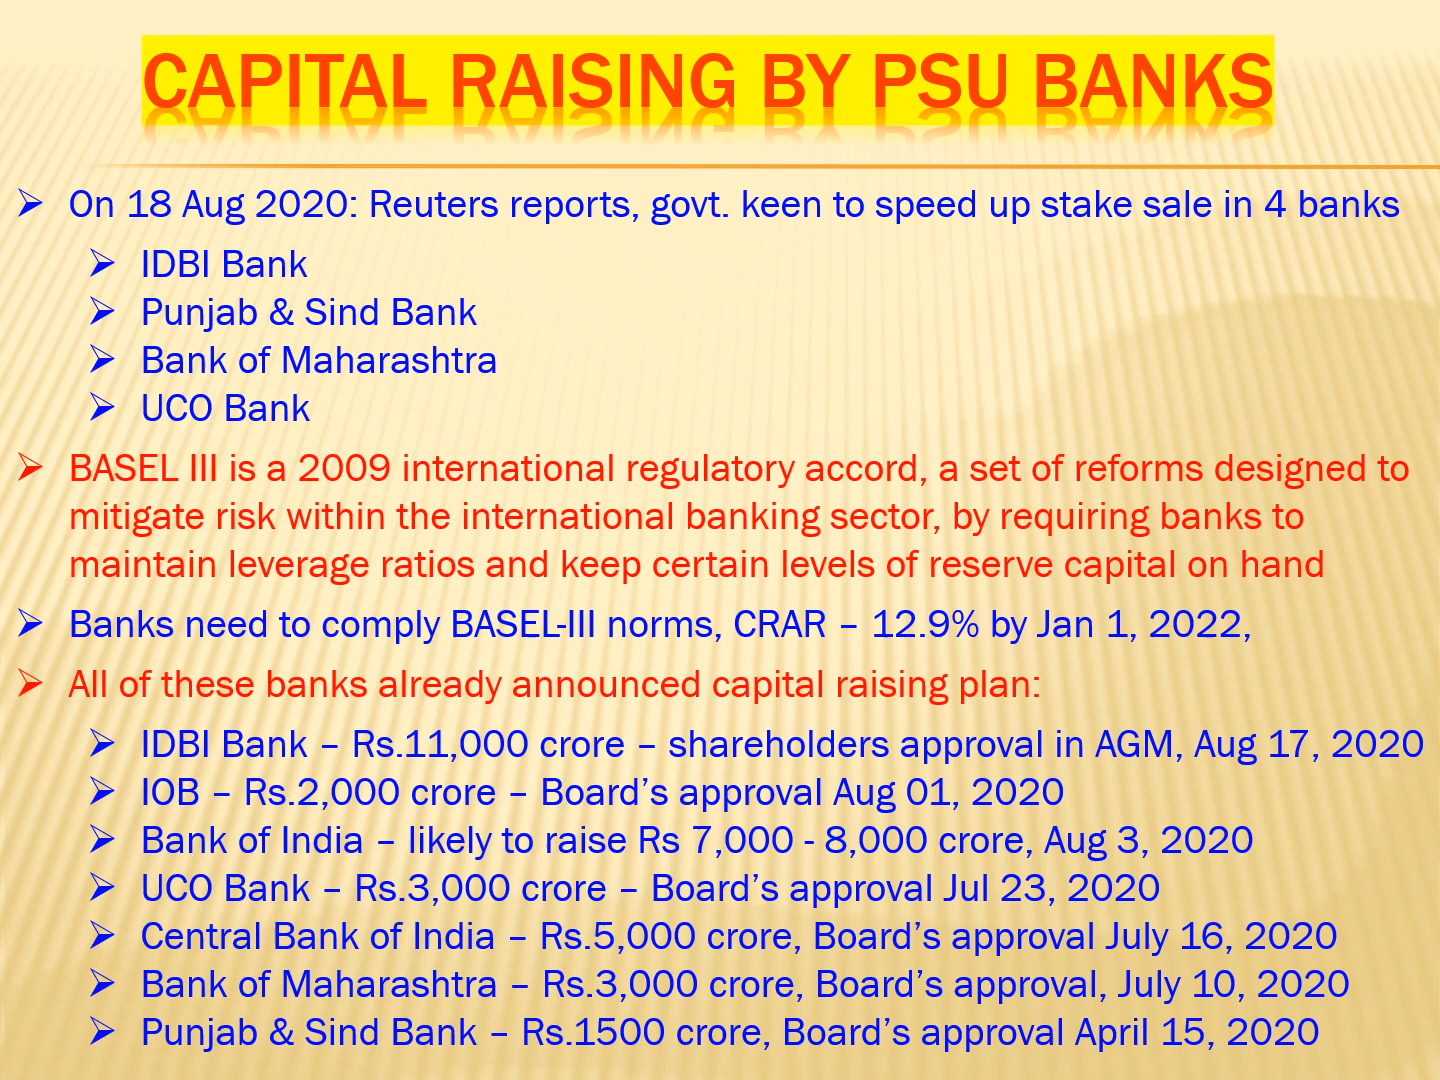 CAPITAL RAISING BY PSU BANKS
On 18 Aug 2020: Reuters reports, govt. keen to speed up stake sale in 4 banks
IDBI Bank
Punjab & Sind Bank
Bank of Maharashtra
UCO Bank
BASEL III is a 2009 international regulatory accord, a set of reforms designed to
mitigate risk within the international banking sector, by requiring banks to
maintain leverage ratios and keep certain levels of reserve capital on hand
Banks need to comply BASEL-III norms, CRAR – 12.9% by Jan 1, 2022,
All of these banks already announced capital raising plan:
IDBI Bank – Rs.11,000 crore – shareholders approval in AGM, Aug 17, 2020
IOB – Rs.2,000 crore – Board’s approval Aug 01, 2020
Bank of India – likely to raise Rs 7,000 - 8,000 crore, Aug 3, 2020
UCO Bank – Rs.3,000 crore – Board’s approval Jul 23, 2020
Central Bank of India – Rs.5,000 crore, Board’s approval July 16, 2020
Bank of Maharashtra – Rs.3,000 crore, Board’s approval, July 10, 2020
Punjab & Sind Bank – Rs.1500 crore, Board’s approval April 15, 2020